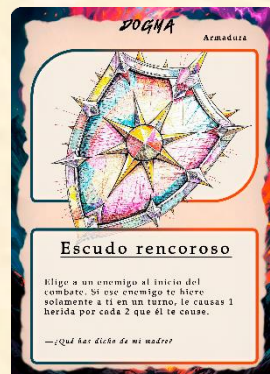 DOGMA
Armadura
Escudo rencoroso
Elige a un enemigo al inicio del
combate. Si ese enemigo te hiere
solamente a ti en un turno, le causas 1
herida por cada 2 que él te cause.
—¿Qué has dicho de mi madre?